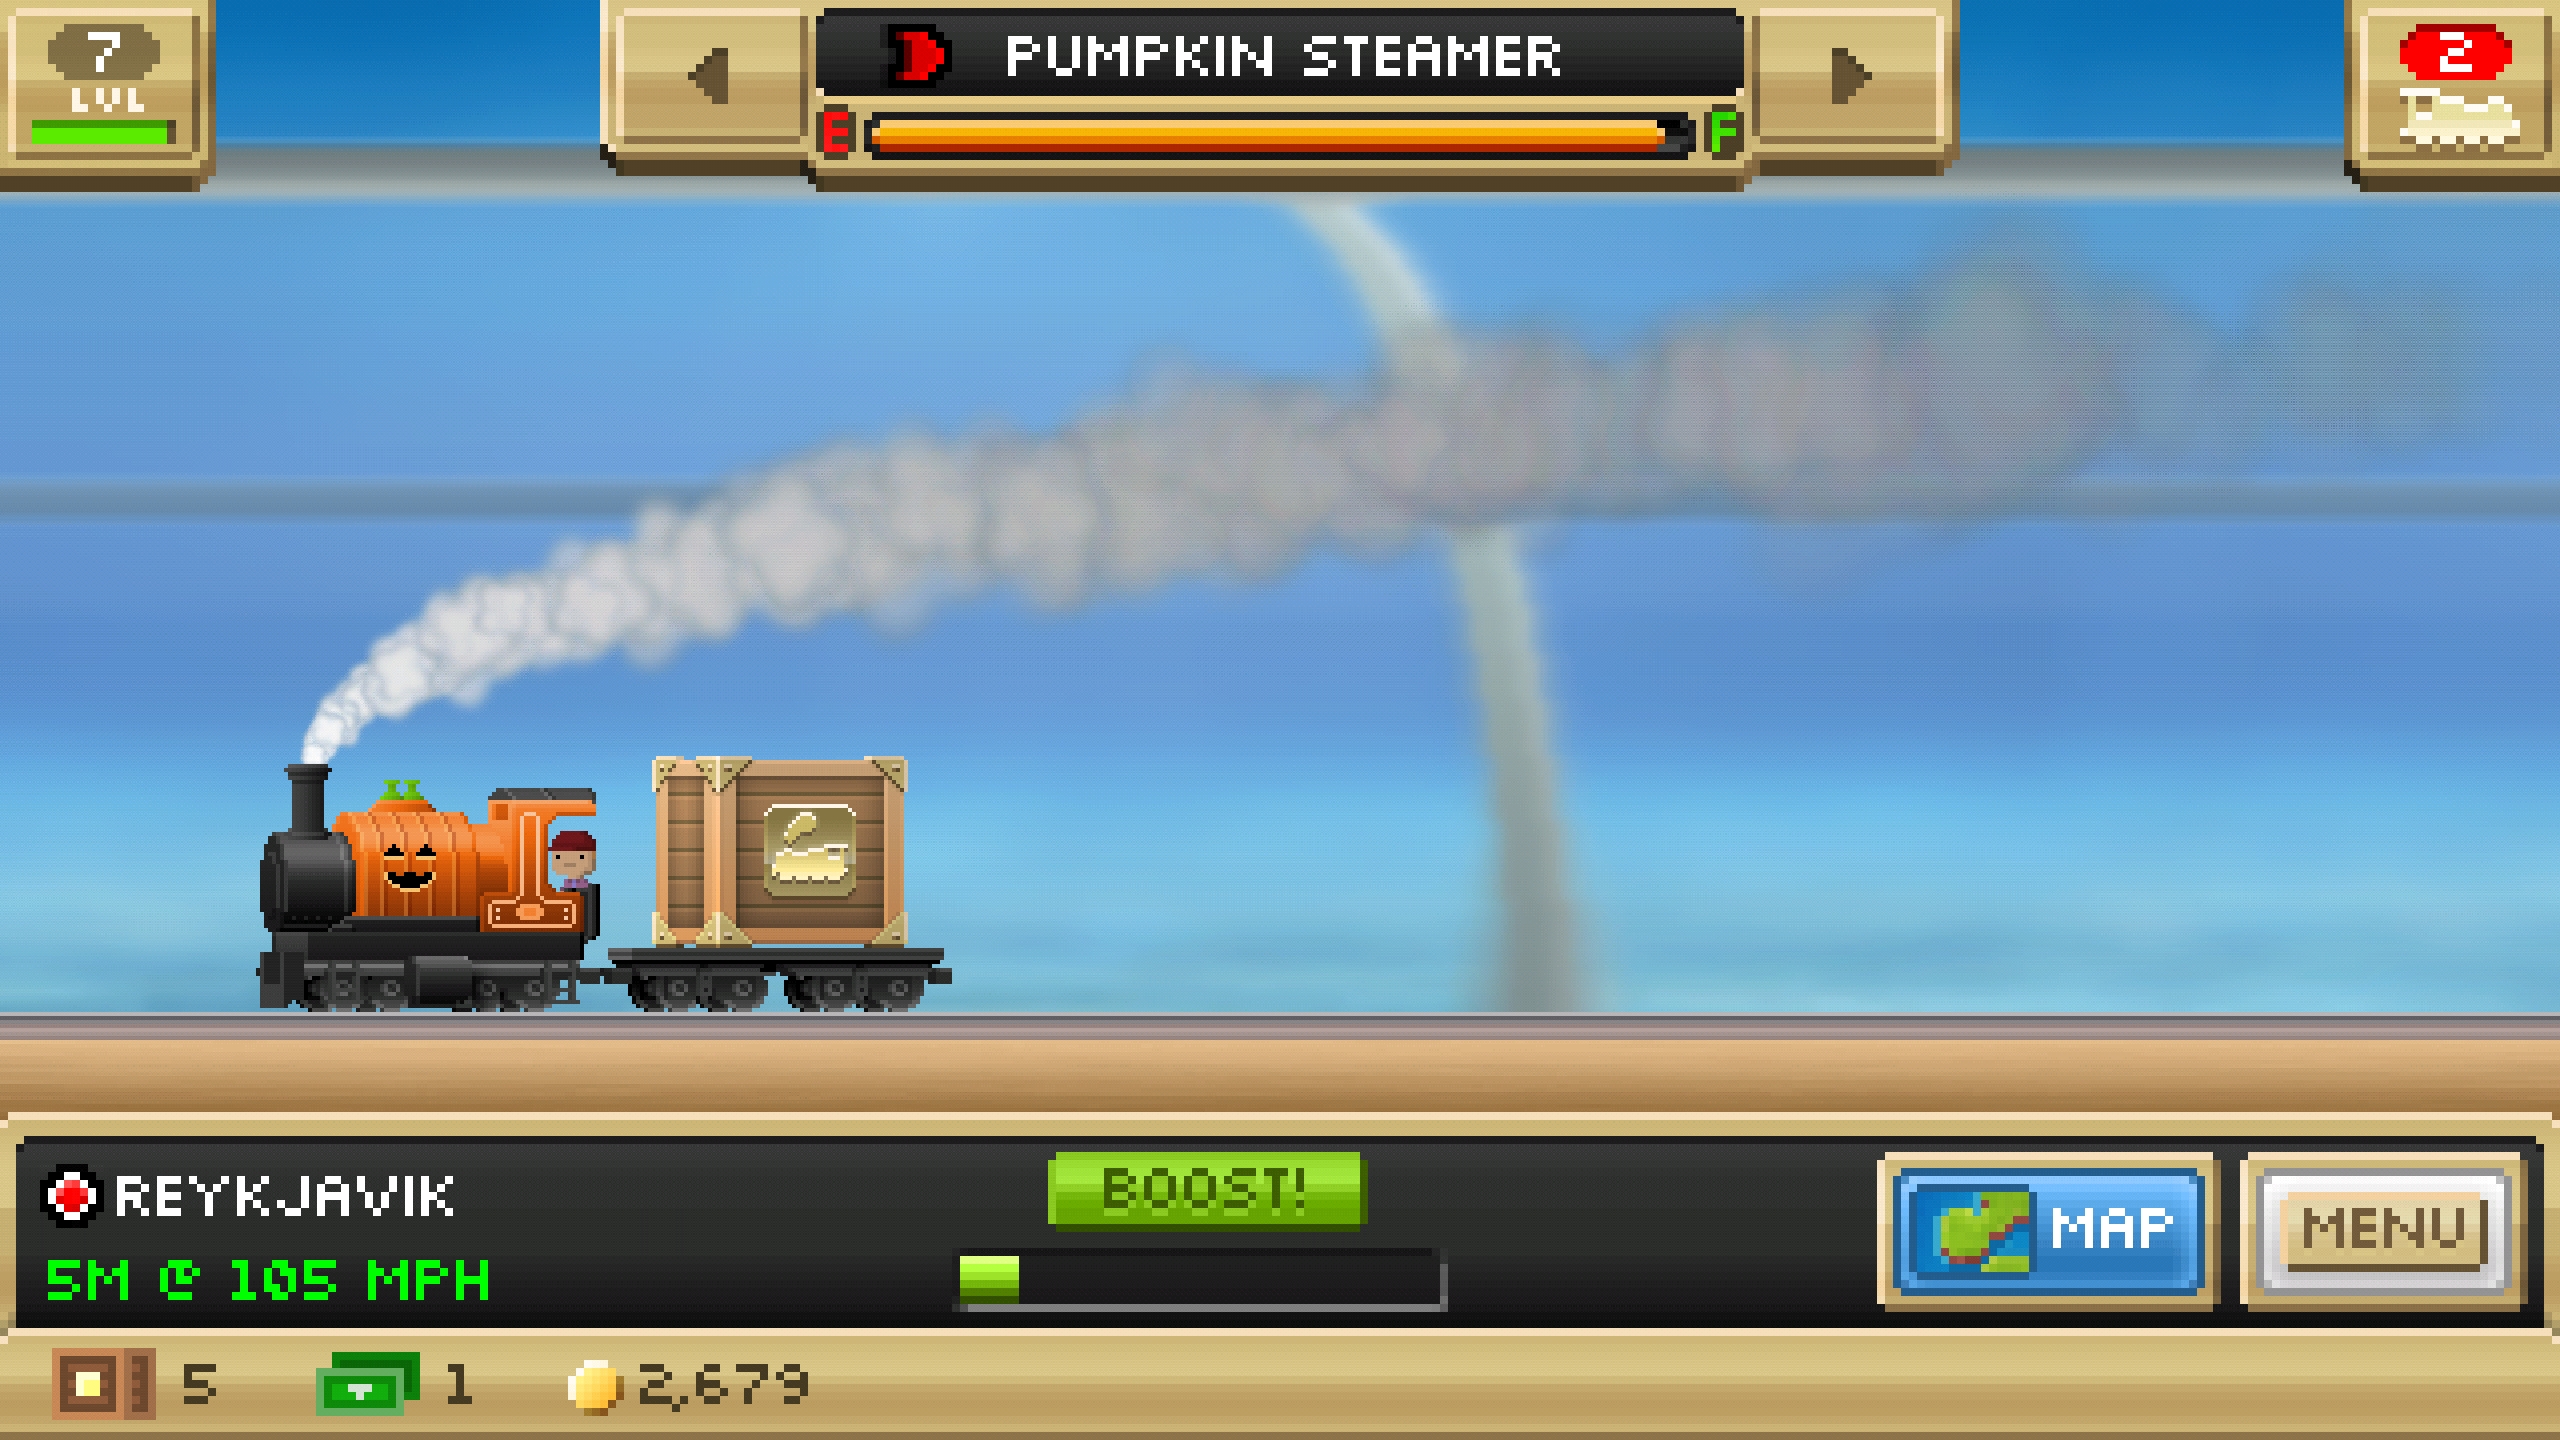 7
LVL
PUMPKIN STEAMER
E F
2
REYKJAVIK
5M @ 105 MPH
BOOST!
MAP
MENU
5 1 2,679